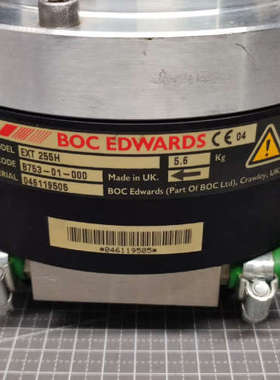 BOC EDWARDS CE 04
MODEL EXT 255H 5.6 Kg
CODE B753-01-000 Made in UK.
SERIAL 046119505 BOC Edwards (Part Of BOC Ltd), Crawley, UK
*046119505*